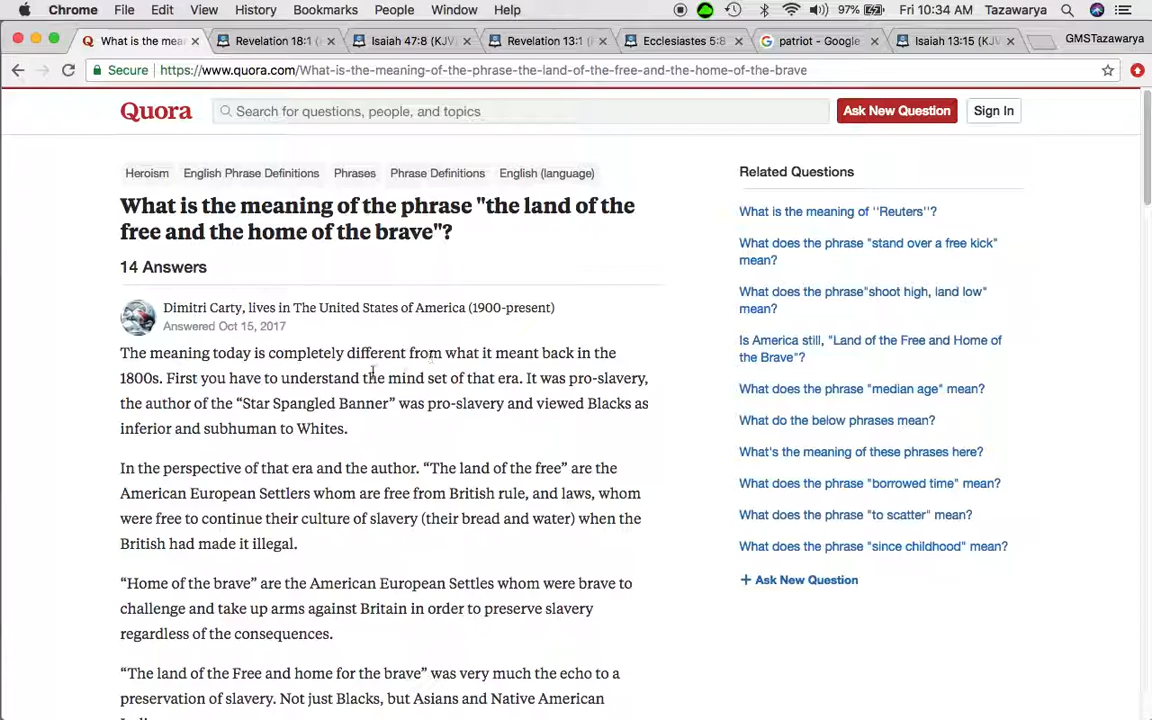 Chrome File Edit View History Bookmarks People Window Help 97% Fri 10:34 AM Tazawarya
What is the mea Revelation 18:1 ( Isaiah 47:8 (KJV Revelation 13:1 ( Ecclesiastes 5:8 patriot - Google Isaiah 13:15 (KJV GMSTazawarya
Secure https://www.quora.com/What-is-the-meaning-of-the-phrase-the-land-of-the-free-and-the-home-of-the-brave
Quora Search for questions, people, and topics Ask New Question Sign In
Heroism English Phrase Definitions Phrases Phrase Definitions English (language)
What is the meaning of the phrase "the land of the
free and the home of the brave"?
14 Answers
Dimitri Carty, lives in The United States of America (1900-present)
Answered Oct 15, 2017
The meaning today is completely different from what it meant back in the
1800s. First you have to understand the mind set of that era. It was pro-slavery,
the author of the “Star Spangled Banner” was pro-slavery and viewed Blacks as
inferior and subhuman to Whites.
In the perspective of that era and the author. “The land of the free” are the
American European Settlers whom are free from British rule, and laws, whom
were free to continue their culture of slavery (their bread and water) when the
British had made it illegal.
“Home of the brave” are the American European Settles whom were brave to
challenge and take up arms against Britain in order to preserve slavery
regardless of the consequences.
“The land of the Free and home for the brave” was very much the echo to a
preservation of slavery. Not just Blacks, but Asians and Native American
Related Questions
What is the meaning of ''Reuters''?
What does the phrase "stand over a free kick"
mean?
What does the phrase"shoot high, land low"
mean?
Is America still, "Land of the Free and Home of
the Brave"?
What does the phrase "median age" mean?
What do the below phrases mean?
What's the meaning of these phrases here?
What does the phrase "borrowed time" mean?
What does the phrase "to scatter" mean?
What does the phrase "since childhood" mean?
+ Ask New Question